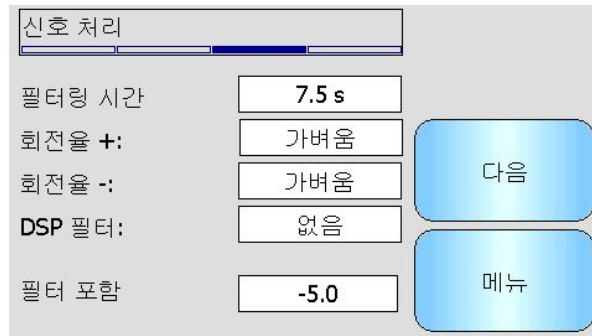 신호 처리
필터링 시간 7.5 s
회전율 +: 가벼움
회전율 -: 가벼움
다음
DSP 필터: 없음
필터 포함 -5.0
메뉴